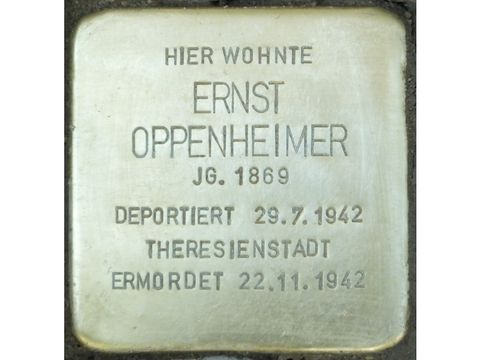 HIER WOHNTE
ERNST
OPPENHEIMER
JG. 1869
DEPORTIERT 29.7.1942
THERESIENSTADT
ERMORDET 22.11.1942